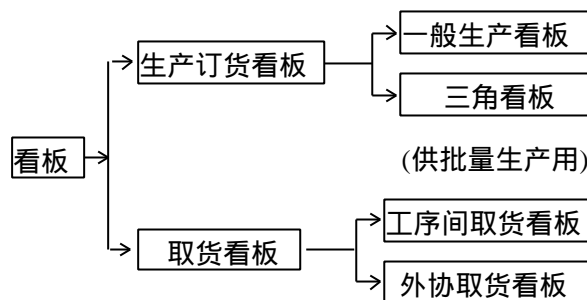 一般生产看板
生产订货看板
三角看板
看板
(供批量生产用)
工序间取货看板
取货看板
外协取货看板